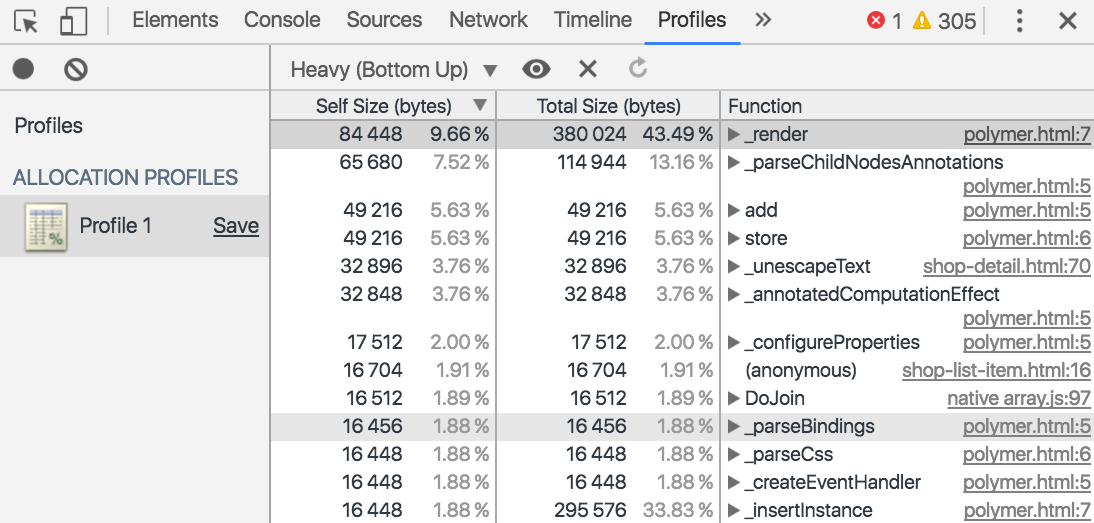 Elements Console Sources Network Timeline Profiles » 1 305
Heavy (Bottom Up)
Profiles
ALLOCATION PROFILES
Profile 1 Save
Self Size (bytes) Total Size (bytes) Function
84 448 9.66 % 380 024 43.49 % _render polymer.html:7
65 680 7.52 % 114 944 13.16 % _parseChildNodesAnnotations
polymer.html:5
49 216 5.63 % 49 216 5.63 % add polymer.html:5
49 216 5.63 % 49 216 5.63 % store polymer.html:6
32 896 3.76 % 32 896 3.76 % _unescapeText shop-detail.html:70
32 848 3.76 % 32 848 3.76 % _annotatedComputationEffect
polymer.html:5
17 512 2.00 % 17 512 2.00 % _configureProperties polymer.html:5
16 704 1.91 % 16 704 1.91 % (anonymous) shop-list-item.html:16
16 512 1.89 % 16 512 1.89 % DoJoin native array.js:97
16 456 1.88 % 16 456 1.88 % _parseBindings polymer.html:5
16 448 1.88 % 16 448 1.88 % _parseCss polymer.html:6
16 448 1.88 % 16 448 1.88 % _createEventHandler polymer.html:5
16 448 1.88 % 295 576 33.83 % _insertInstance polymer.html:7